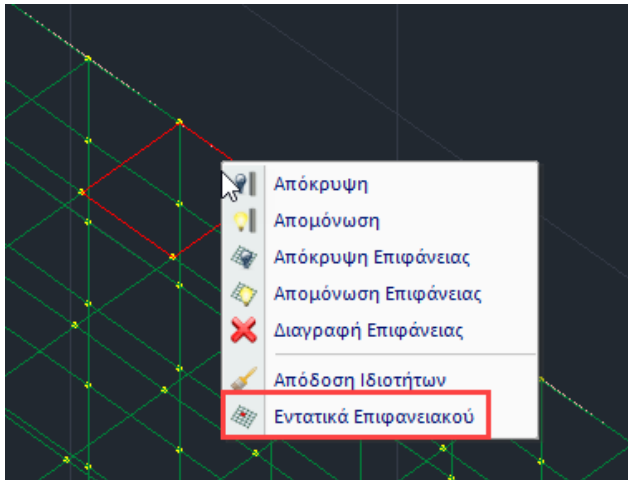 Απόκρυψη
Απομόνωση
Απόκρυψη Επιφάνειας
Απομόνωση Επιφάνειας
Διαγραφή Επιφάνειας
Απόδοση Ιδιοτήτων
Εντατικά Επιφανειακού